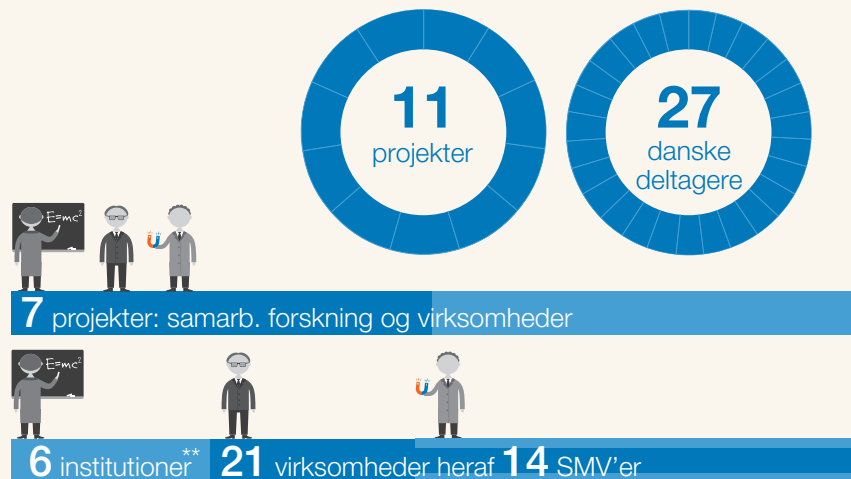 11
projekter
27
danske
deltagere
E=mc²
7 projekter: samarb. forskning og virksomheder
E=mc²
6 institutioner** 21 virksomheder heraf 14 SMV'er